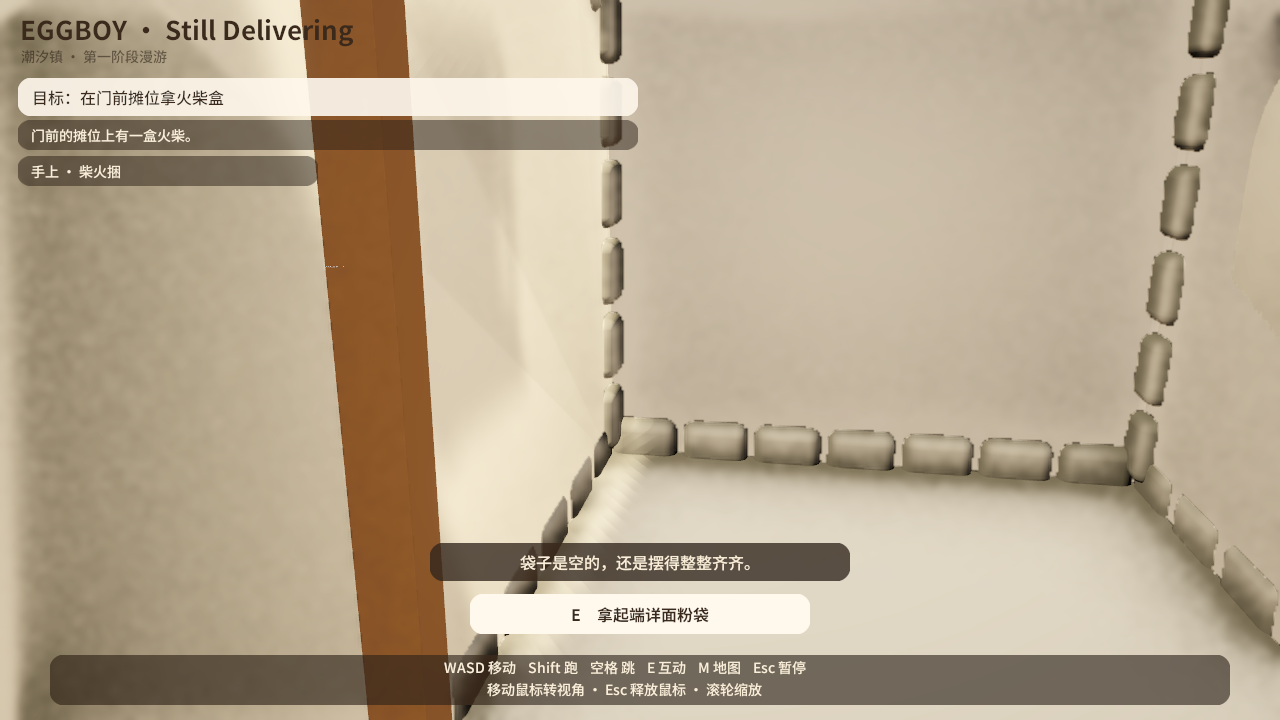 EGGBOY · Still Delivering
潮汐镇 · 第一阶段漫游
目标：在门前摊位拿火柴盒
门前的摊位上有一盒火柴。
手上 · 柴火捆
袋子是空的，还是摆得整整齐齐。
E 拿起端详面粉袋
WASD 移动 Shift 跑 空格 跳 E 互动 M 地图 Esc 暂停
移动鼠标转视角 · Esc 释放鼠标 · 滚轮缩放